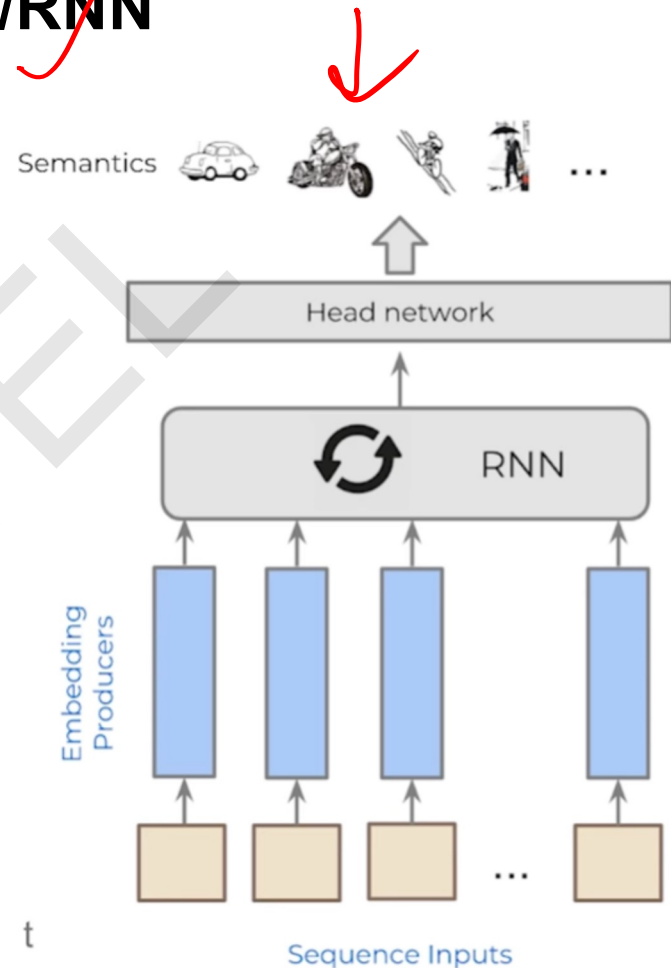 /RNN
Semantics
...
Head network
RNN
Embedding
Producers
...
t
Sequence Inputs